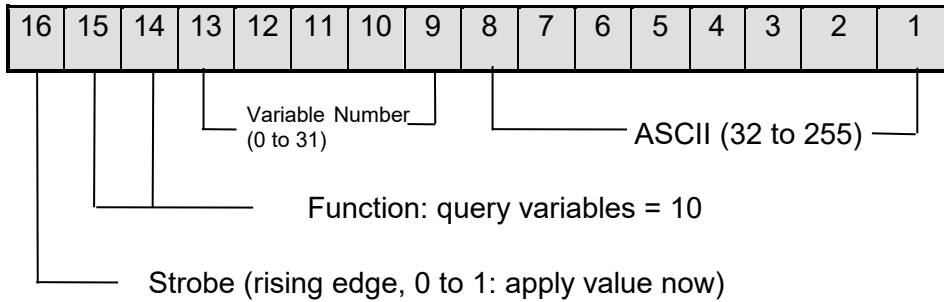 16 15 14 13 12 11 10 9 8 7 6 5 4 3 2 1
Variable Number
(0 to 31)
ASCII (32 to 255)
Function: query variables = 10
Strobe (rising edge, 0 to 1: apply value now)